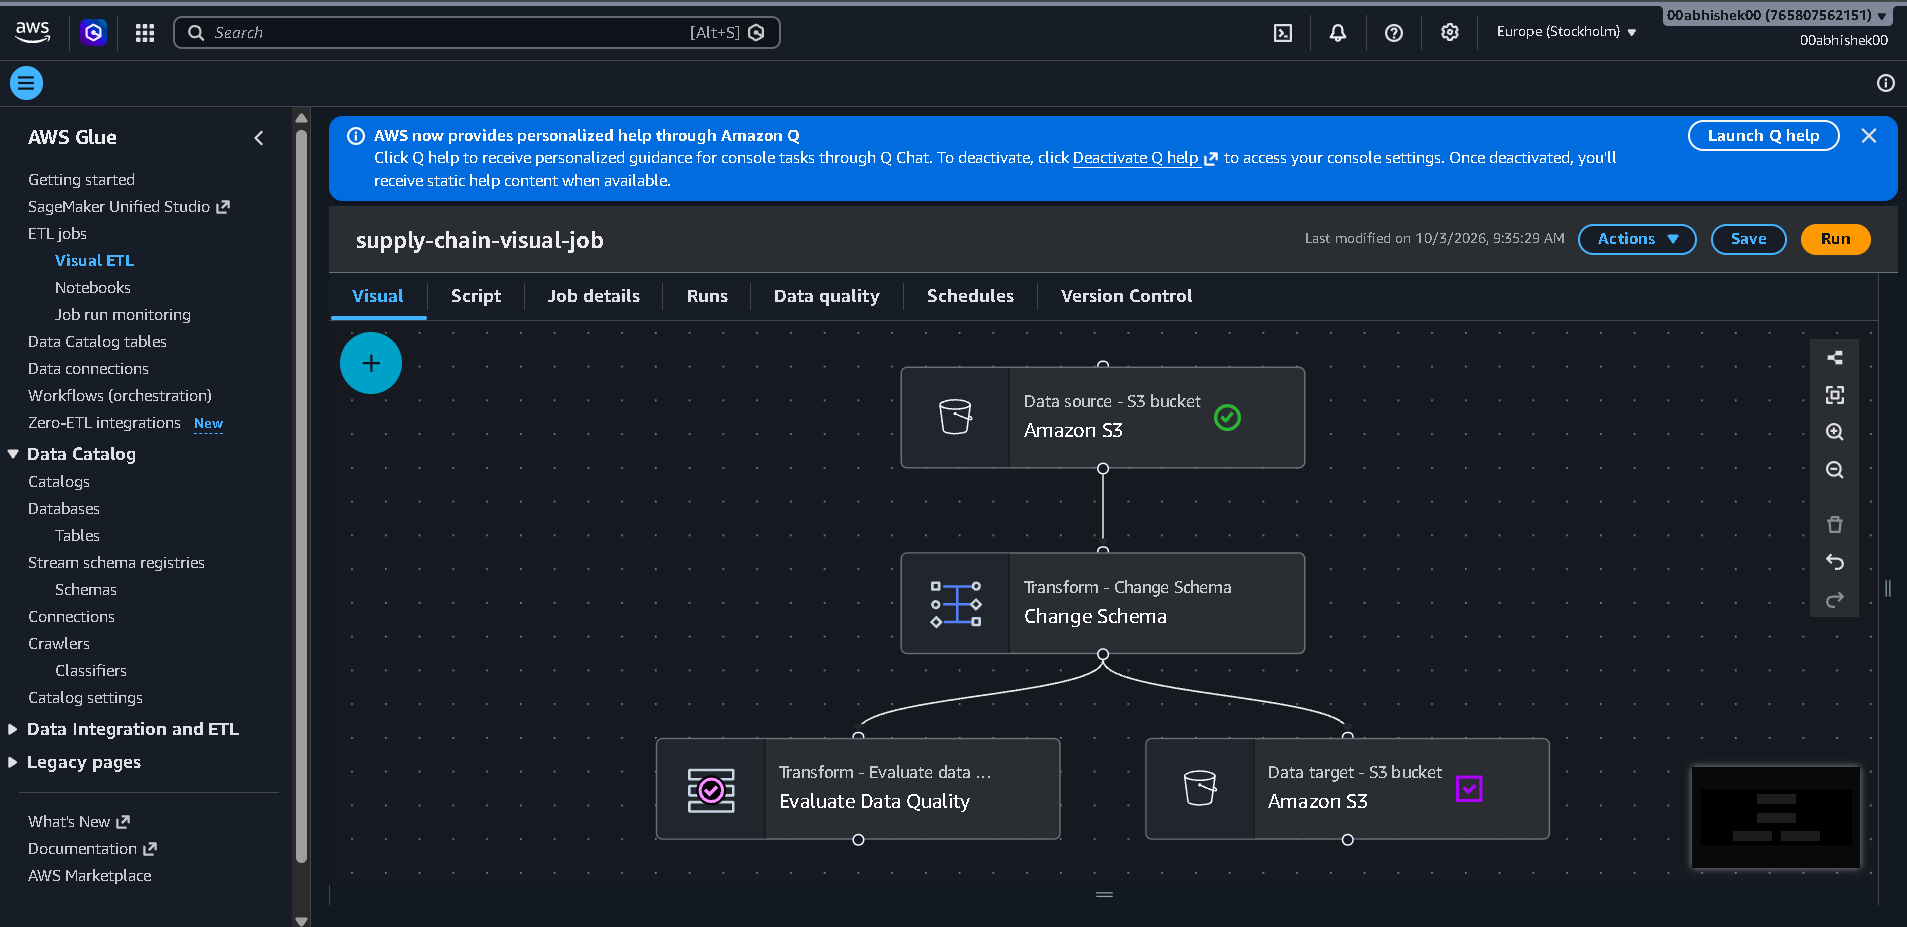 aws
Search
[Alt+S]
Europe (Stockholm)
00abhishek00 (765807562151)
00abhishek00
AWS Glue
Getting started
SageMaker Unified Studio
ETL jobs
Visual ETL
Notebooks
Job run monitoring
Data Catalog tables
Data connections
Workflows (orchestration)
Zero-ETL integrations New
Data Catalog
Catalogs
Databases
Tables
Stream schema registries
Schemas
Connections
Crawlers
Classifiers
Catalog settings
Data Integration and ETL
Legacy pages
What's New
Documentation
AWS Marketplace
AWS now provides personalized help through Amazon Q
Click Q help to receive personalized guidance for console tasks through Q Chat. To deactivate, click Deactivate Q help to access your console settings. Once deactivated, you'll
receive static help content when available.
Launch Q help
supply-chain-visual-job
Last modified on 10/3/2026, 9:35:29 AM
Actions
Save
Run
Visual
Script
Job details
Runs
Data quality
Schedules
Version Control
Data source - S3 bucket
Amazon S3
Transform - Change Schema
Change Schema
Transform - Evaluate data ...
Evaluate Data Quality
Data target - S3 bucket
Amazon S3